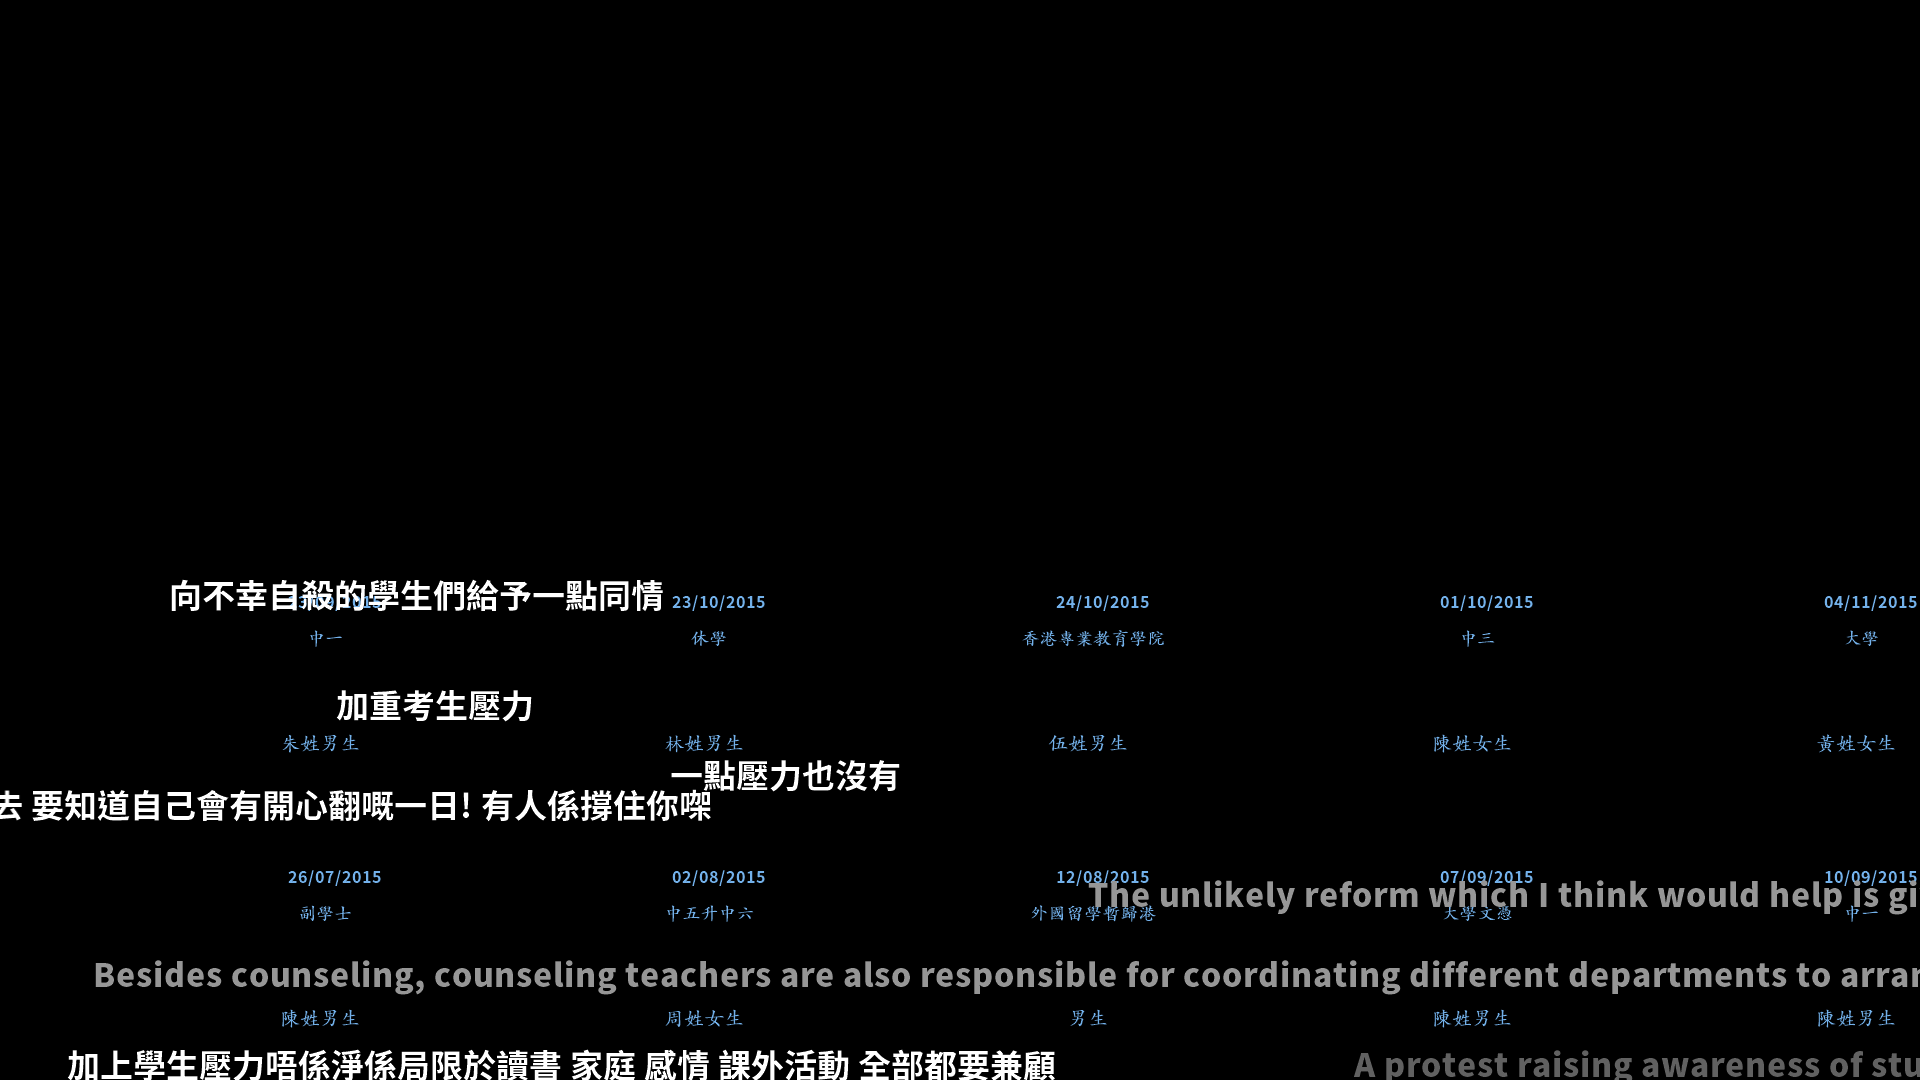 向不幸自殺的學生們給予一點同情
23/10/2015
24/10/2015
01/10/2015
04/11/2015
中一
休學
香港專業教育學院
中三
大學
加重考生壓力
朱姓男生
林姓男生
伍姓男生
陳姓女生
黃姓女生
一點壓力也沒有
去 要知道自己會有開心翻嘅一日! 有人係撐住你㗎
26/07/2015
02/08/2015
12/08/2015
07/09/2015
10/09/2015
The unlikely reform which I think would help is gi
副學士
中五升中六
外國留學暫歸港
大學文憑
中一
Besides counseling, counseling teachers are also responsible for coordinating different departments to arran
陳姓男生
周姓女生
男生
陳姓男生
陳姓男生
加上學生壓力唔係淨係局限於讀書 家庭 感情 課外活動 全部都要兼顧
A protest raising awareness of stu